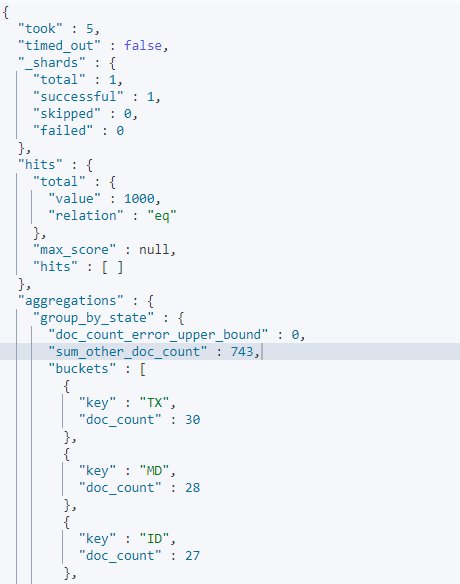 {
  "took" : 5,
  "timed_out" : false,
  "_shards" : {
    "total" : 1,
    "successful" : 1,
    "skipped" : 0,
    "failed" : 0
  },
  "hits" : {
    "total" : {
      "value" : 1000,
      "relation" : "eq"
    },
    "max_score" : null,
    "hits" : [ ]
  },
  "aggregations" : {
    "group_by_state" : {
      "doc_count_error_upper_bound" : 0,
      "sum_other_doc_count" : 743,
      "buckets" : [
        {
          "key" : "TX",
          "doc_count" : 30
        },
        {
          "key" : "MD",
          "doc_count" : 28
        },
        {
          "key" : "ID",
          "doc_count" : 27
        },